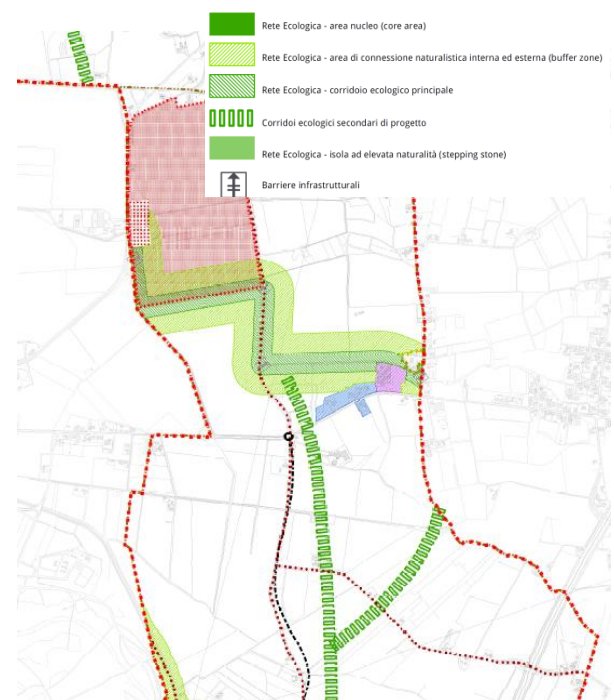 Rete Ecologica - area nucleo (core area)
Rete Ecologica - area di connessione naturalistica interna ed esterna (buffer zone)
Rete Ecologica - corridoio ecologico principale
Corridoi ecologici secondari di progetto
Rete Ecologica - isola ad elevata naturalità (stepping stone)
Barriere infrastrutturali